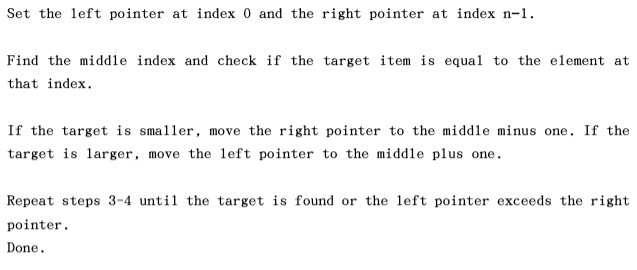 Set the left pointer at index 0 and the right pointer at index n-1.
Find the middle index and check if the target item is equal to the element at
that index.
If the target is smaller, move the right pointer to the middle minus one. If the
target is larger, move the left pointer to the middle plus one.
Repeat steps 3-4 until the target is found or the left pointer exceeds the right
pointer.
Done.